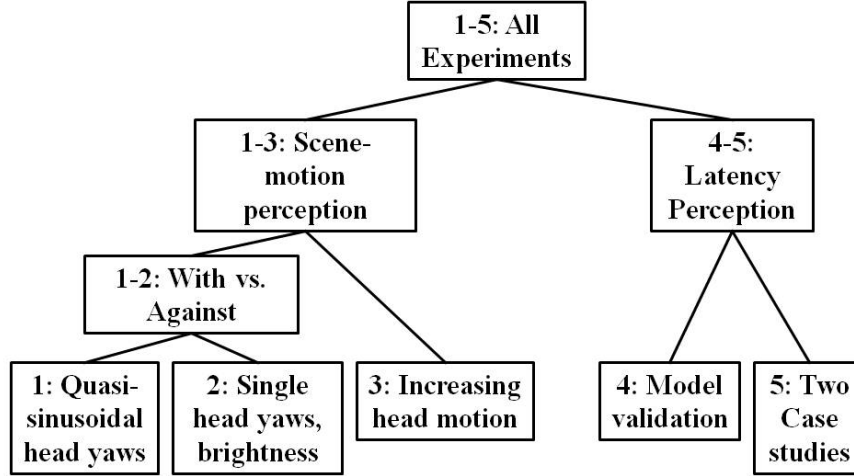 1-5: All
Experiments
1-3: Scene-
motion
perception
4-5:
Latency
Perception
1-2: With vs.
Against
1: Quasi-
sinusoidal
head yaws
2: Single
head yaws,
brightness
3: Increasing
head motion
4: Model
validation
5: Two
Case
studies